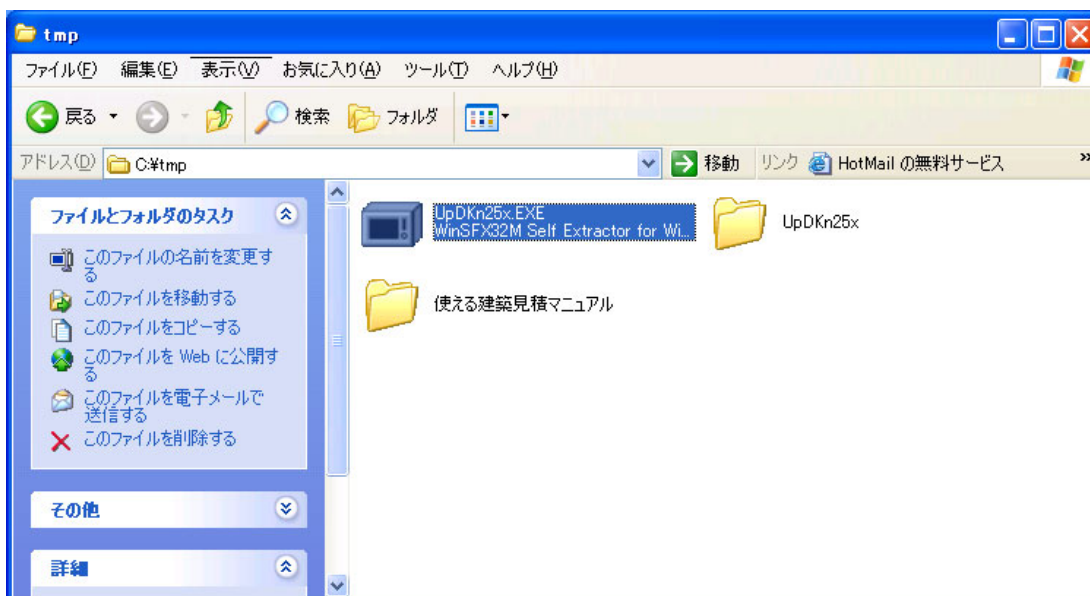 tmp
ファイル(F) 編集(E) 表示(V) お気に入り(A) ツール(T) ヘルプ(H)
戻る 検索 フォルダ
アドレス(D) C:¥tmp 移動 リンク HotMail の無料サービス »
ファイルとフォルダのタスク
このファイルの名前を変更す
る
このファイルを移動する
このファイルをコピーする
このファイルを Web に公開す
る
このファイルを電子メールで
送信する
このファイルを削除する
その他
詳細
UpDKn25x.EXE
WinSFX32M Self Extractor for Wi...
UpDKn25x
使える建築見積マニュアル